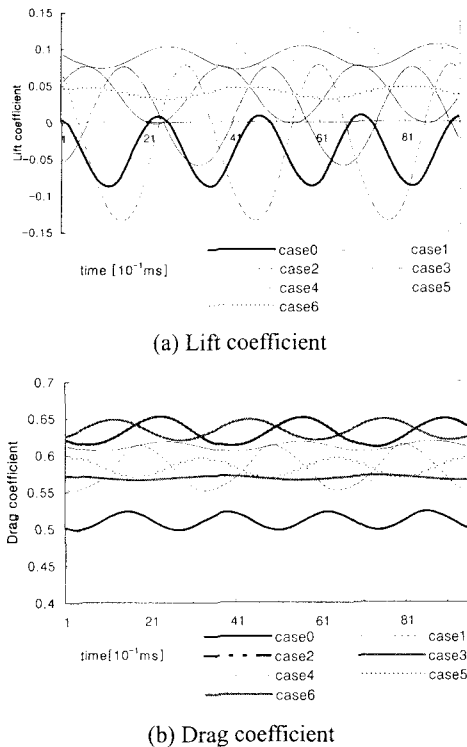 0.15
0.1
0.05
0
-0.05
-0.1
-0.15
Lift coefficient
1 21 41 61 81
time [10⁻¹ms]
case0 case1
case2 case3
case4 case5
case6
(a) Lift coefficient
0.7
0.65
0.6
0.55
0.5
0.45
0.4
Drag coefficient
1 21 41 61 81
time[10⁻¹ms]
case0 case1
case2 case3
case4 case5
case6
(b) Drag coefficient